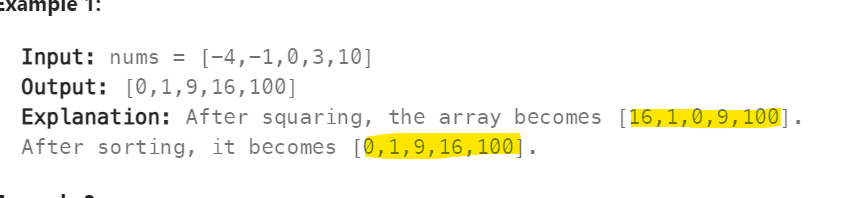 Example 1:
Input: nums = [-4,-1,0,3,10]
Output: [0,1,9,16,100]
Explanation: After squaring, the array becomes [16,1,0,9,100].
After sorting, it becomes [0,1,9,16,100].